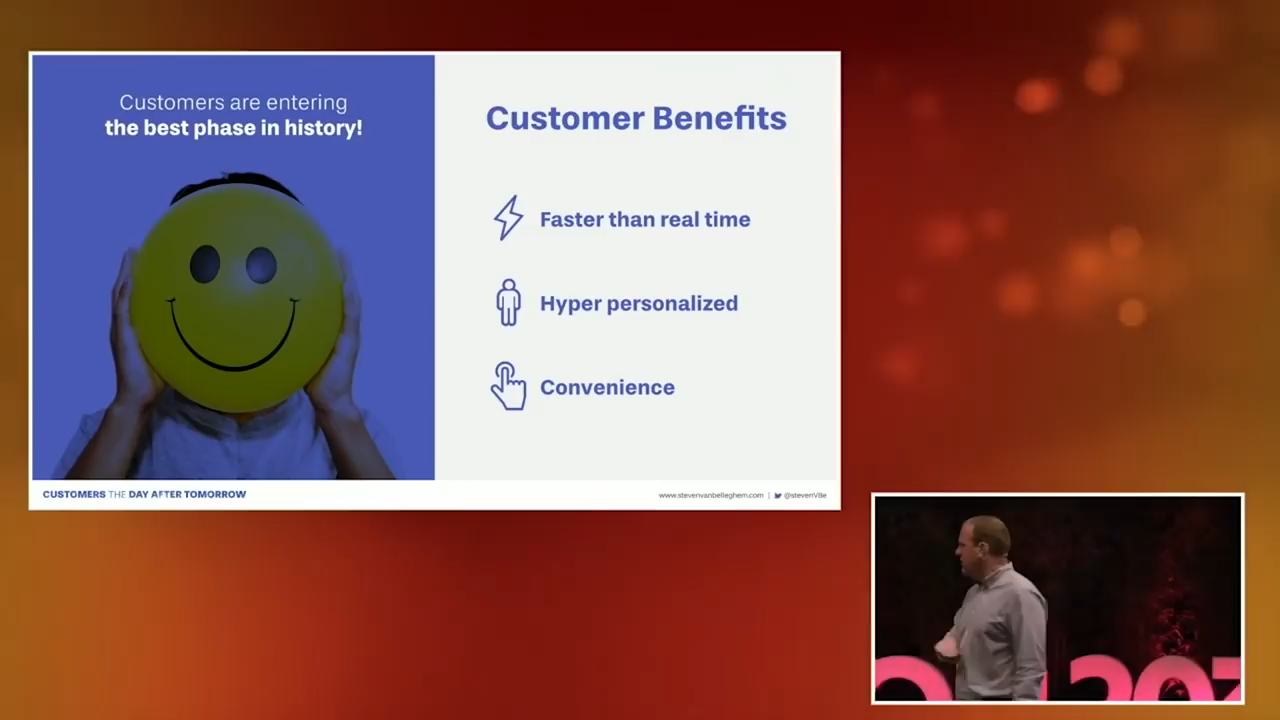 Customers are entering
the best phase in history!
Customer Benefits
Faster than real time
Hyper personalized
Convenience
CUSTOMERS THE DAY AFTER TOMORROW
www.stevenvanbelleghem.com | @stevenVBe